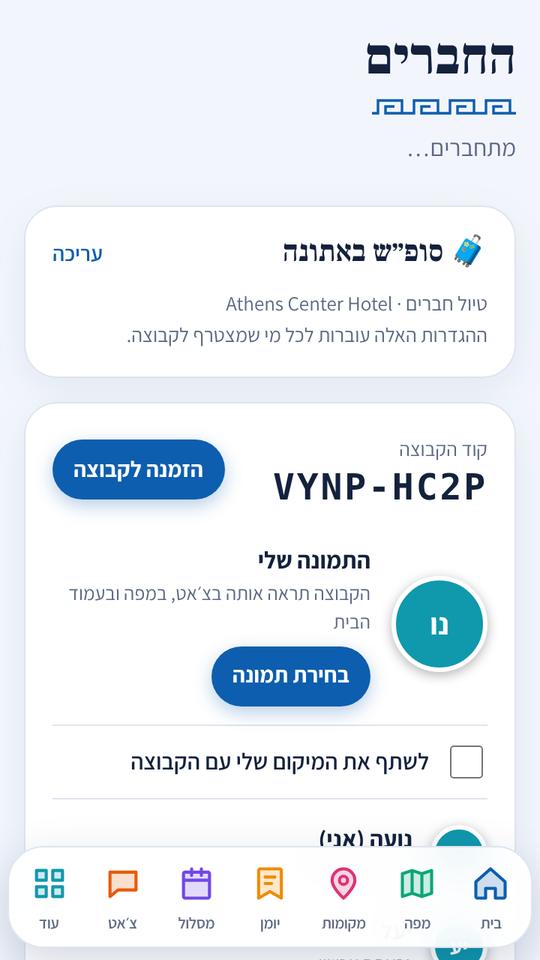 החברים
מתחברים...
סופ״ש באתונה
עריכה
טיול חברים · Athens Center Hotel
ההגדרות האלה עוברות לכל מי שמצטרף לקבוצה.
קוד הקבוצה
VYNP-HC2P
הזמנה לקבוצה
התמונה שלי
הקבוצה תראה אותה בצ׳אט, במפה ובעמוד
הבית
נו
בחירת תמונה
לשתף את המיקום שלי עם הקבוצה
נועה (אני)
בית
מפה
מקומות
יומן
מסלול
צ׳אט
עוד